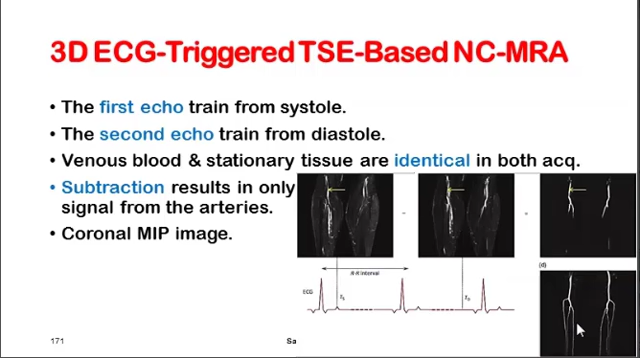 3D ECG-Triggered TSE-Based NC-MRA
• The first echo train from systole.
• The second echo train from diastole.
• Venous blood & stationary tissue are identical in both acq.
• Subtraction results in only
signal from the arteries.
• Coronal MIP image.
-
=
(d)
R-R Interval
ECG
171
Sa